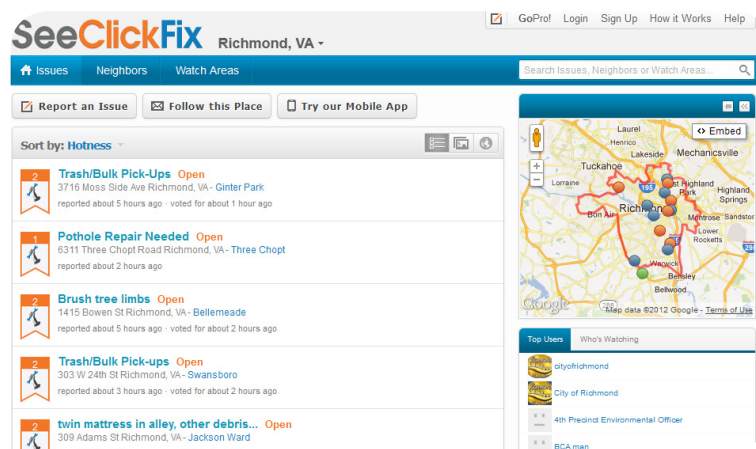 SeeClickFix Richmond, VA
GoPro! Login Sign Up How it Works Help
Issues Neighbors Watch Areas
Search Issues, Neighbors or Watch Areas...
Report an Issue Follow this Place Try our Mobile App
Sort by: Hotness
2
Trash/Bulk Pick-Ups Open
3716 Moss Side Ave Richmond, VA - Ginter Park
reported about 5 hours ago · voted for about 1 hour ago
1
Pothole Repair Needed Open
6311 Three Chopt Road Richmond, VA - Three Chopt
reported about 2 hours ago
2
Brush tree limbs Open
1415 Bowen St Richmond, VA - Bellemeade
reported about 5 hours ago · voted for about 2 hours ago
2
Trash/Bulk Pick-ups Open
303 W 24th St Richmond, VA - Swansboro
reported about 3 hours ago · voted for about 2 hours ago
2
twin mattress in alley, other debris... Open
309 Adams St Richmond, VA - Jackson Ward
Embed
Laurel
Henrico
Lakeside
Mechanicsville
Tuckahoe
Lorraine
195
st Highland
Park
Highland
Springs
Richmon
Bon Air
Montrose
Sandston
Lower
Rocketts
Warwick
Bensley
Bellwood
288
Google
Map data ©2012 Google - Terms of Use
Top Users Who's Watching
cityofrichmond
City of Richmond
4th Precinct Environmental Officer
BCA man